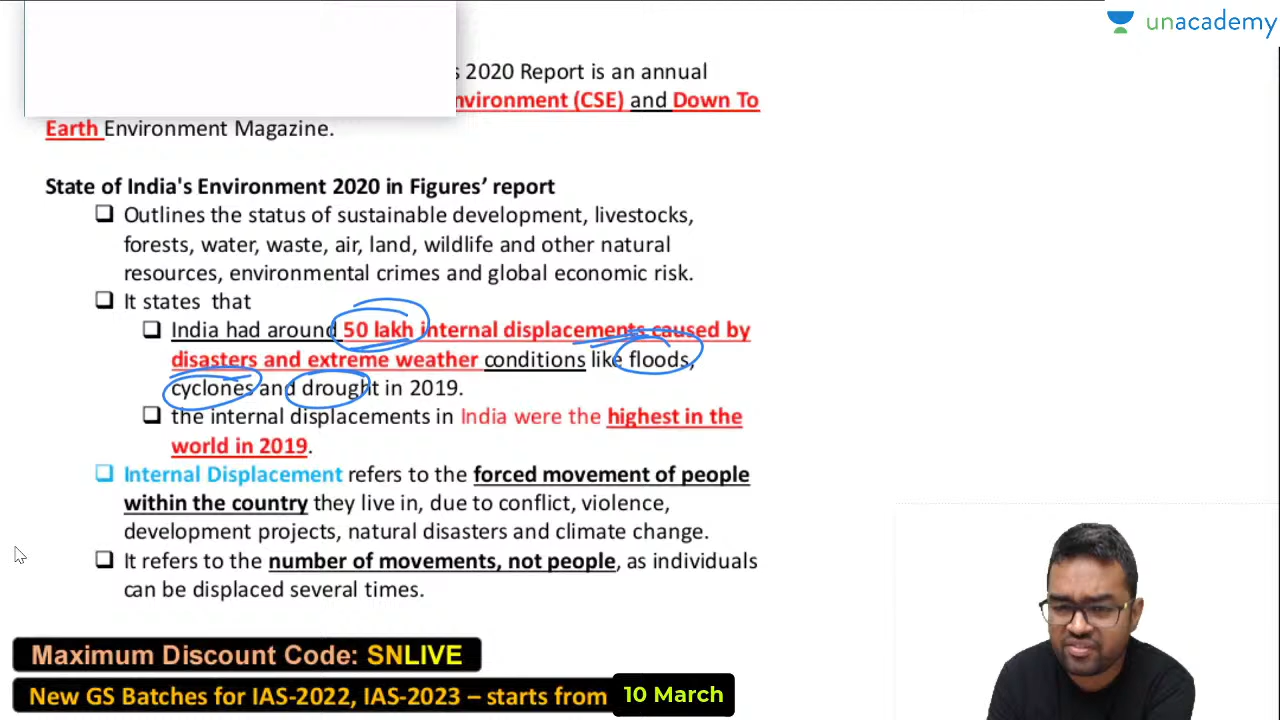 unacademy
s 2020 Report is an annual
nvironment (CSE) and Down To
Earth Environment Magazine.
State of India's Environment 2020 in Figures’ report
Outlines the status of sustainable development, livestocks,
forests, water, waste, air, land, wildlife and other natural
resources, environmental crimes and global economic risk.
It states that
India had around 50 lakh internal displacements caused by
disasters and extreme weather conditions like floods,
cyclones and drought in 2019.
the internal displacements in India were the highest in the
world in 2019.
Internal Displacement refers to the forced movement of people
within the country they live in, due to conflict, violence,
development projects, natural disasters and climate change.
It refers to the number of movements, not people, as individuals
can be displaced several times.
Maximum Discount Code: SNLIVE
New GS Batches for IAS-2022, IAS-2023 – starts from 10 March